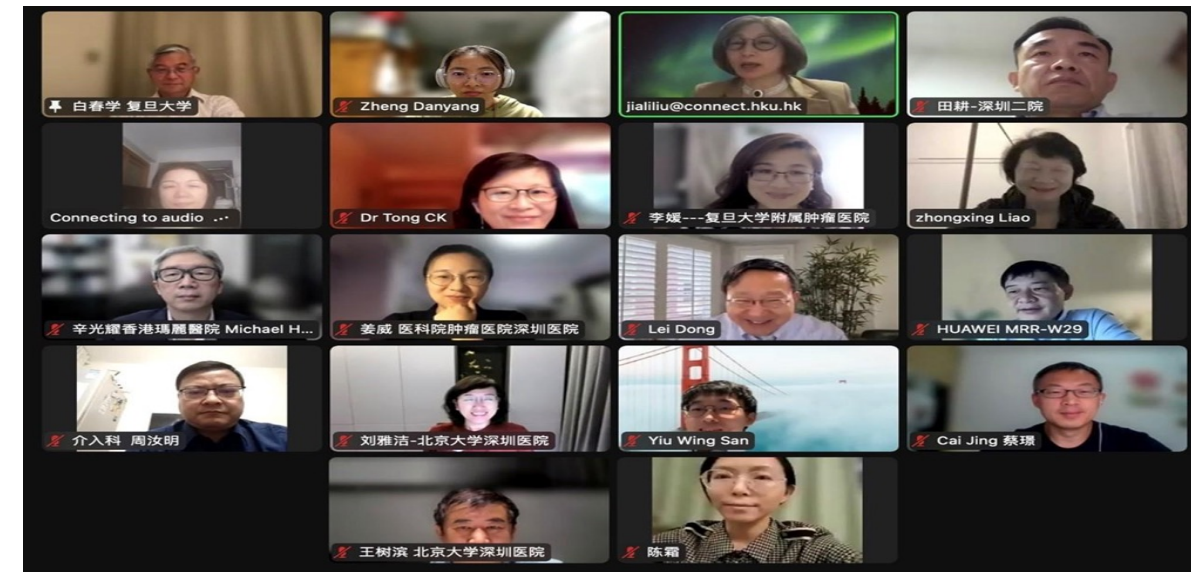 白春学 复旦大学
Zheng Danyang
jialiliu@connect.hku.hk
田耕-深圳二院
Connecting to audio ...
Dr Tong CK
李媛---复旦大学附属肿瘤医院
zhongxing Liao
辛光耀香港瑪麗醫院 Michael H...
姜威 医科院肿瘤医院深圳医院
Lei Dong
HUAWEI MRR-W29
介入科 周汝明
刘雅洁-北京大学深圳医院
Yiu Wing San
Cai Jing 蔡璟
王树滨 北京大学深圳医院
陈霜